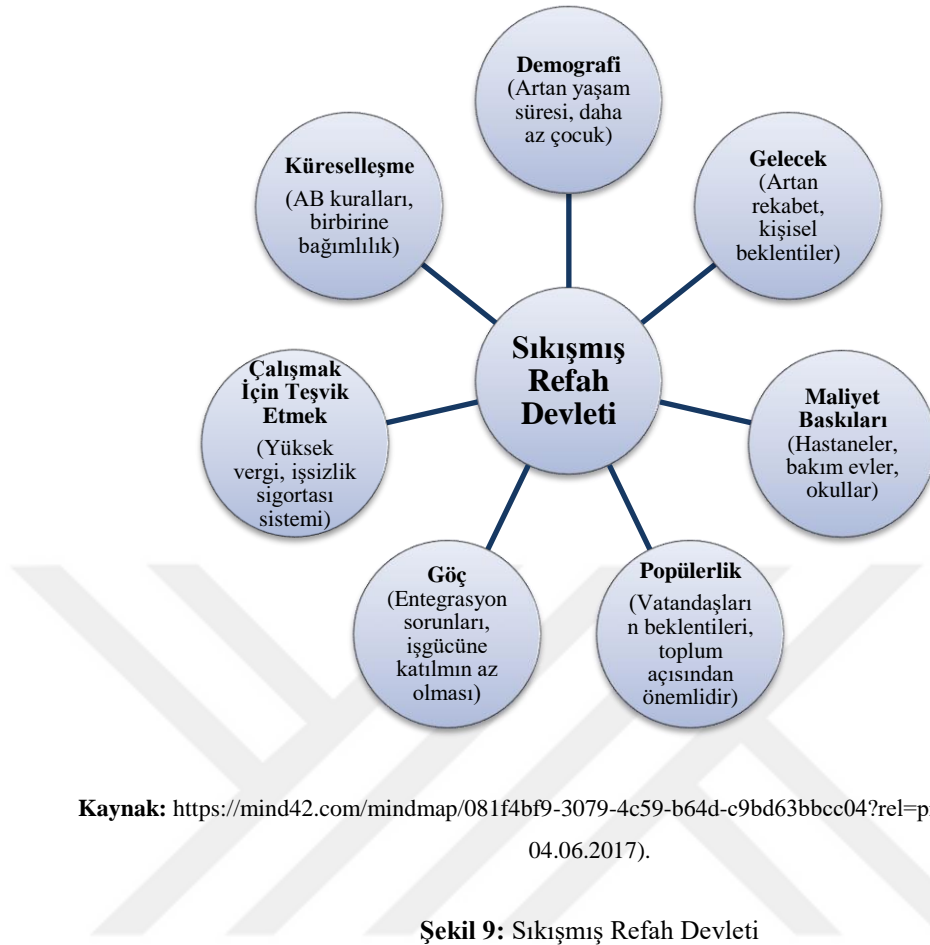 Demografi
(Artan yaşam
süresi, daha
az çocuk)
Gelecek
(Artan
rekabet,
kişisel
beklentiler)
Maliyet
Baskıları
(Hastaneler,
bakım evler,
okullar)
Popülerlik
(Vatandaşları
n beklentileri,
toplum
açısından
önemlidir)
Göç
(Entegrasyon
sorunları,
işgücüne
katılmın az
olması)
Çalışmak
İçin Teşvik
Etmek
(Yüksek
vergi, işsizlik
sigortası
sistemi)
Küreselleşme
(AB kuralları,
birbirine
bağımlılık)
Sıkışmış
Refah
Devleti
Kaynak: https://mind42.com/mindmap/081f4bf9-3079-4c59-b64d-c9bd63bbcc04?rel=p
04.06.2017).
Şekil 9: Sıkışmış Refah Devleti